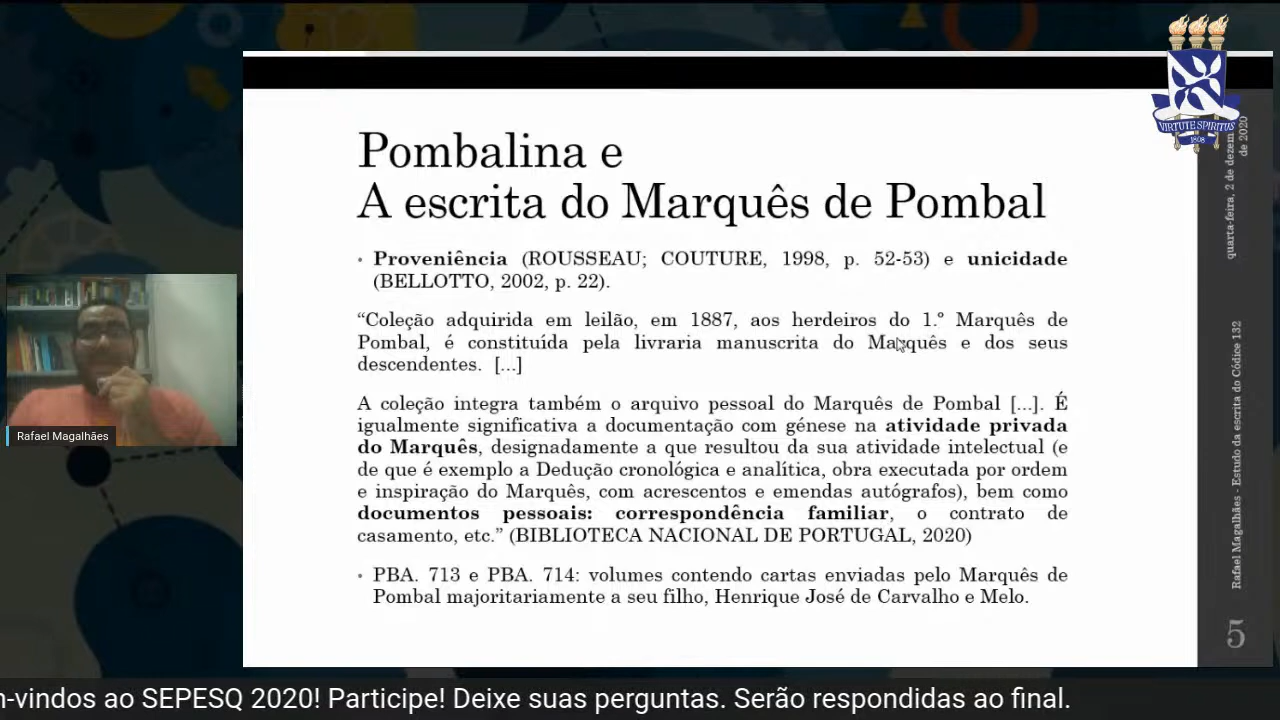 Pombalina e
A escrita do Marquês de Pombal
• Proveniência (ROUSSEAU; COUTURE, 1998, p. 52-53) e unicidade
(BELLOTTO, 2002, p. 22).
“Coleção adquirida em leilão, em 1887, aos herdeiros do 1.º Marquês de
Pombal, é constituída pela livraria manuscrita do Marquês e dos seus
descendentes. [...]
A coleção integra também o arquivo pessoal do Marquês de Pombal [...]. É
igualmente significativa a documentação com génese na atividade privada
do Marquês, designadamente a que resultou da sua atividade intelectual (e
de que é exemplo a Dedução cronológica e analítica, obra executada por ordem
e inspiração do Marquês, com acrescentos e emendas autógrafos), bem como
documentos pessoais: correspondência familiar, o contrato de
casamento, etc.” (BIBLIOTECA NACIONAL DE PORTUGAL, 2020)
• PBA. 713 e PBA. 714: volumes contendo cartas enviadas pelo Marquês de
Pombal majoritariamente a seu filho, Henrique José de Carvalho e Melo.
VIRTUTE SPIRITUS
1808
quarta-feira, 2 de dezem
de 2020
Rafael Magalhães - Estudo da escrita do Códice 132
5
Rafael Magalhães
n-vindos ao SEPESQ 2020! Participe! Deixe suas perguntas. Serão respondidas ao final.